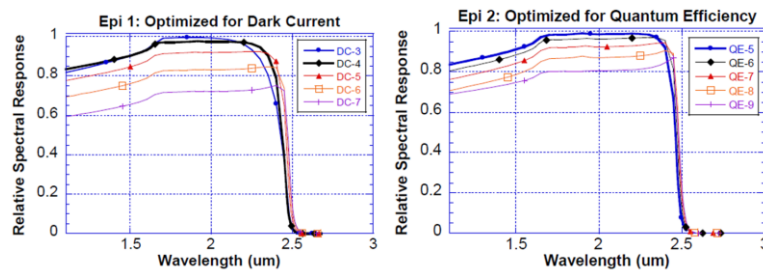 Epi 1: Optimized for Dark Current
Relative Spectral Response
1
0.8
0.6
0.4
0.2
0
1.5
2
2.5
3
Wavelength (um)
DC-3
DC-4
DC-5
DC-6
DC-7
Epi 2: Optimized for Quantum Efficiency
Relative Spectral Response
1
0.8
0.6
0.4
0.2
0
1.5
2
2.5
3
Wavelength (um)
QE-5
QE-6
QE-7
QE-8
QE-9